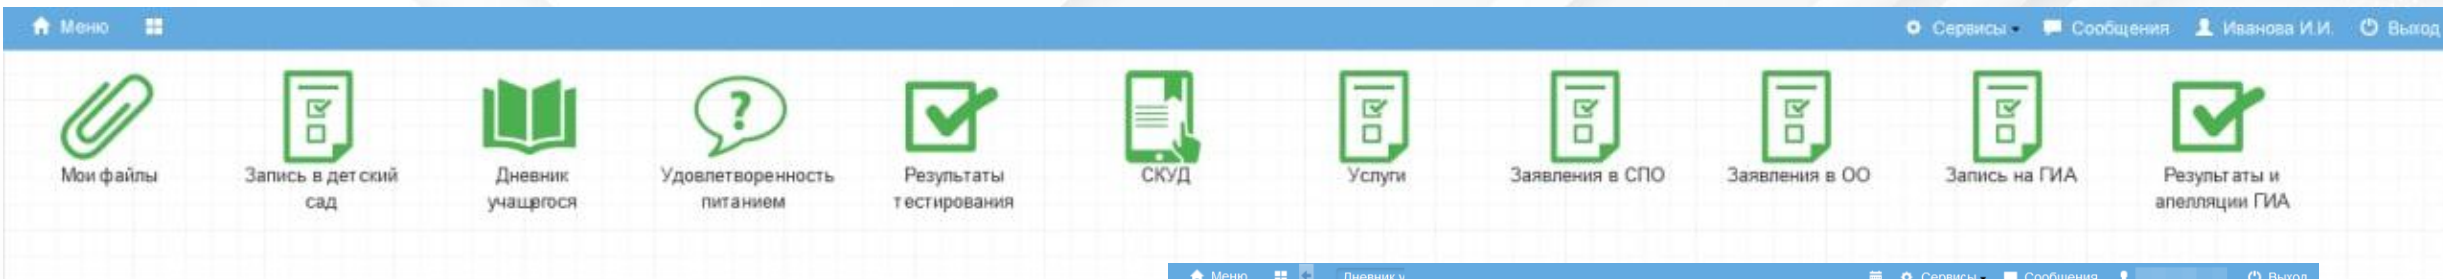 Меню Сервисы Сообщения Иванова И.И. Выход
Мои файлы
Запись в детский
сад
Дневник
учащегося
Удовлетворенность
питанием
?
Результаты
тестирования
СКУД
Услуги
Заявления в СПО
Заявления в ОО
Запись на ГИА
Результаты и
апелляции ГИА
Меню Дневник у Сервисы Сообщения Выход